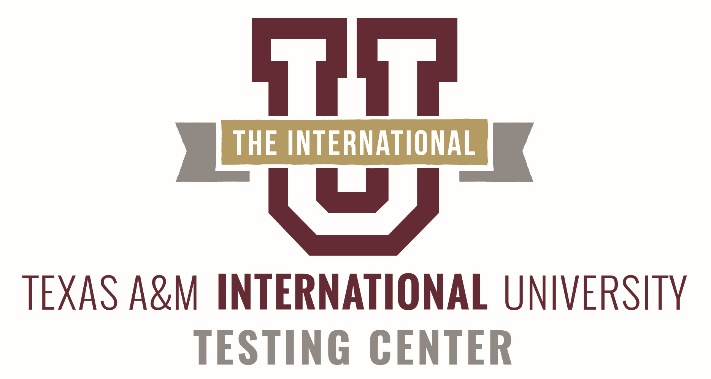 U
THE INTERNATIONAL
TEXAS A&M INTERNATIONAL UNIVERSITY
TESTING CENTER